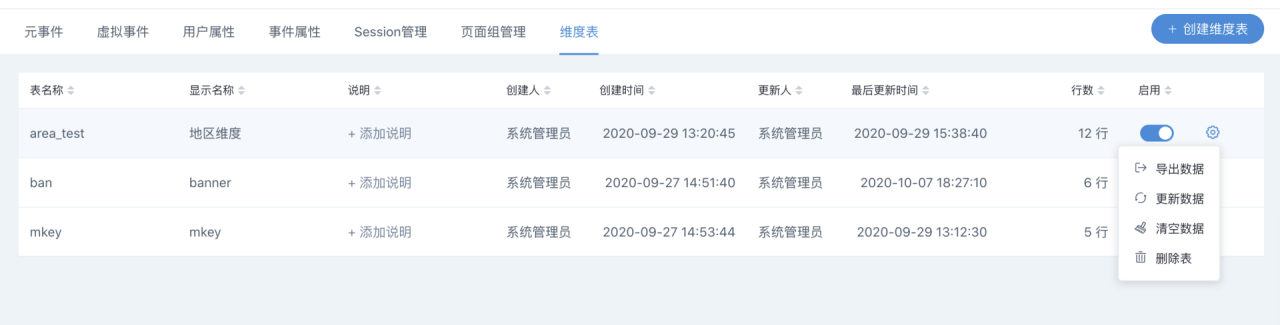 元事件 虚拟事件 用户属性 事件属性 Session管理 页面组管理 维度表 + 创建维度表
表名称 显示名称 说明 创建人 创建时间 更新人 最后更新时间 行数 启用
area_test 地区维度 + 添加说明 系统管理员 2020-09-29 13:20:45 系统管理员 2020-09-29 15:38:40 12 行
导出数据
ban banner + 添加说明 系统管理员 2020-09-27 14:51:40 系统管理员 2020-10-07 18:27:10 6 行
更新数据
清空数据
mkey mkey + 添加说明 系统管理员 2020-09-27 14:53:44 系统管理员 2020-09-29 13:12:30 5 行
删除表